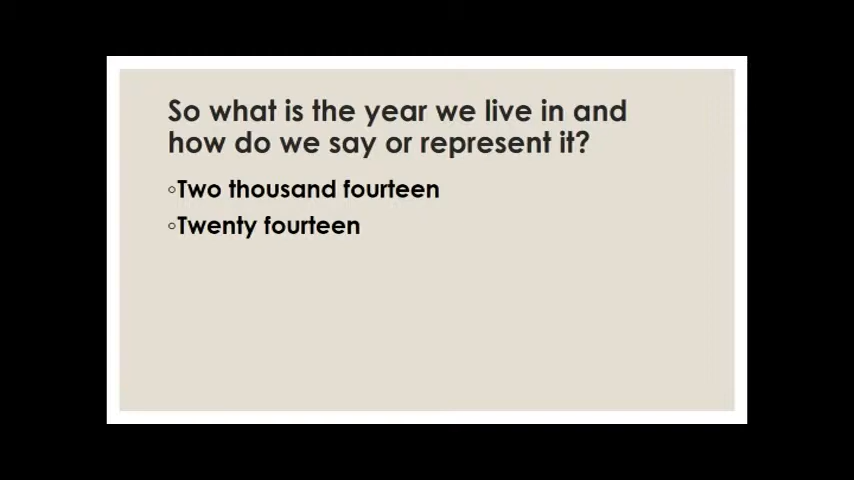 So what is the year we live in and
how do we say or represent it?
◦Two thousand fourteen
◦Twenty fourteen